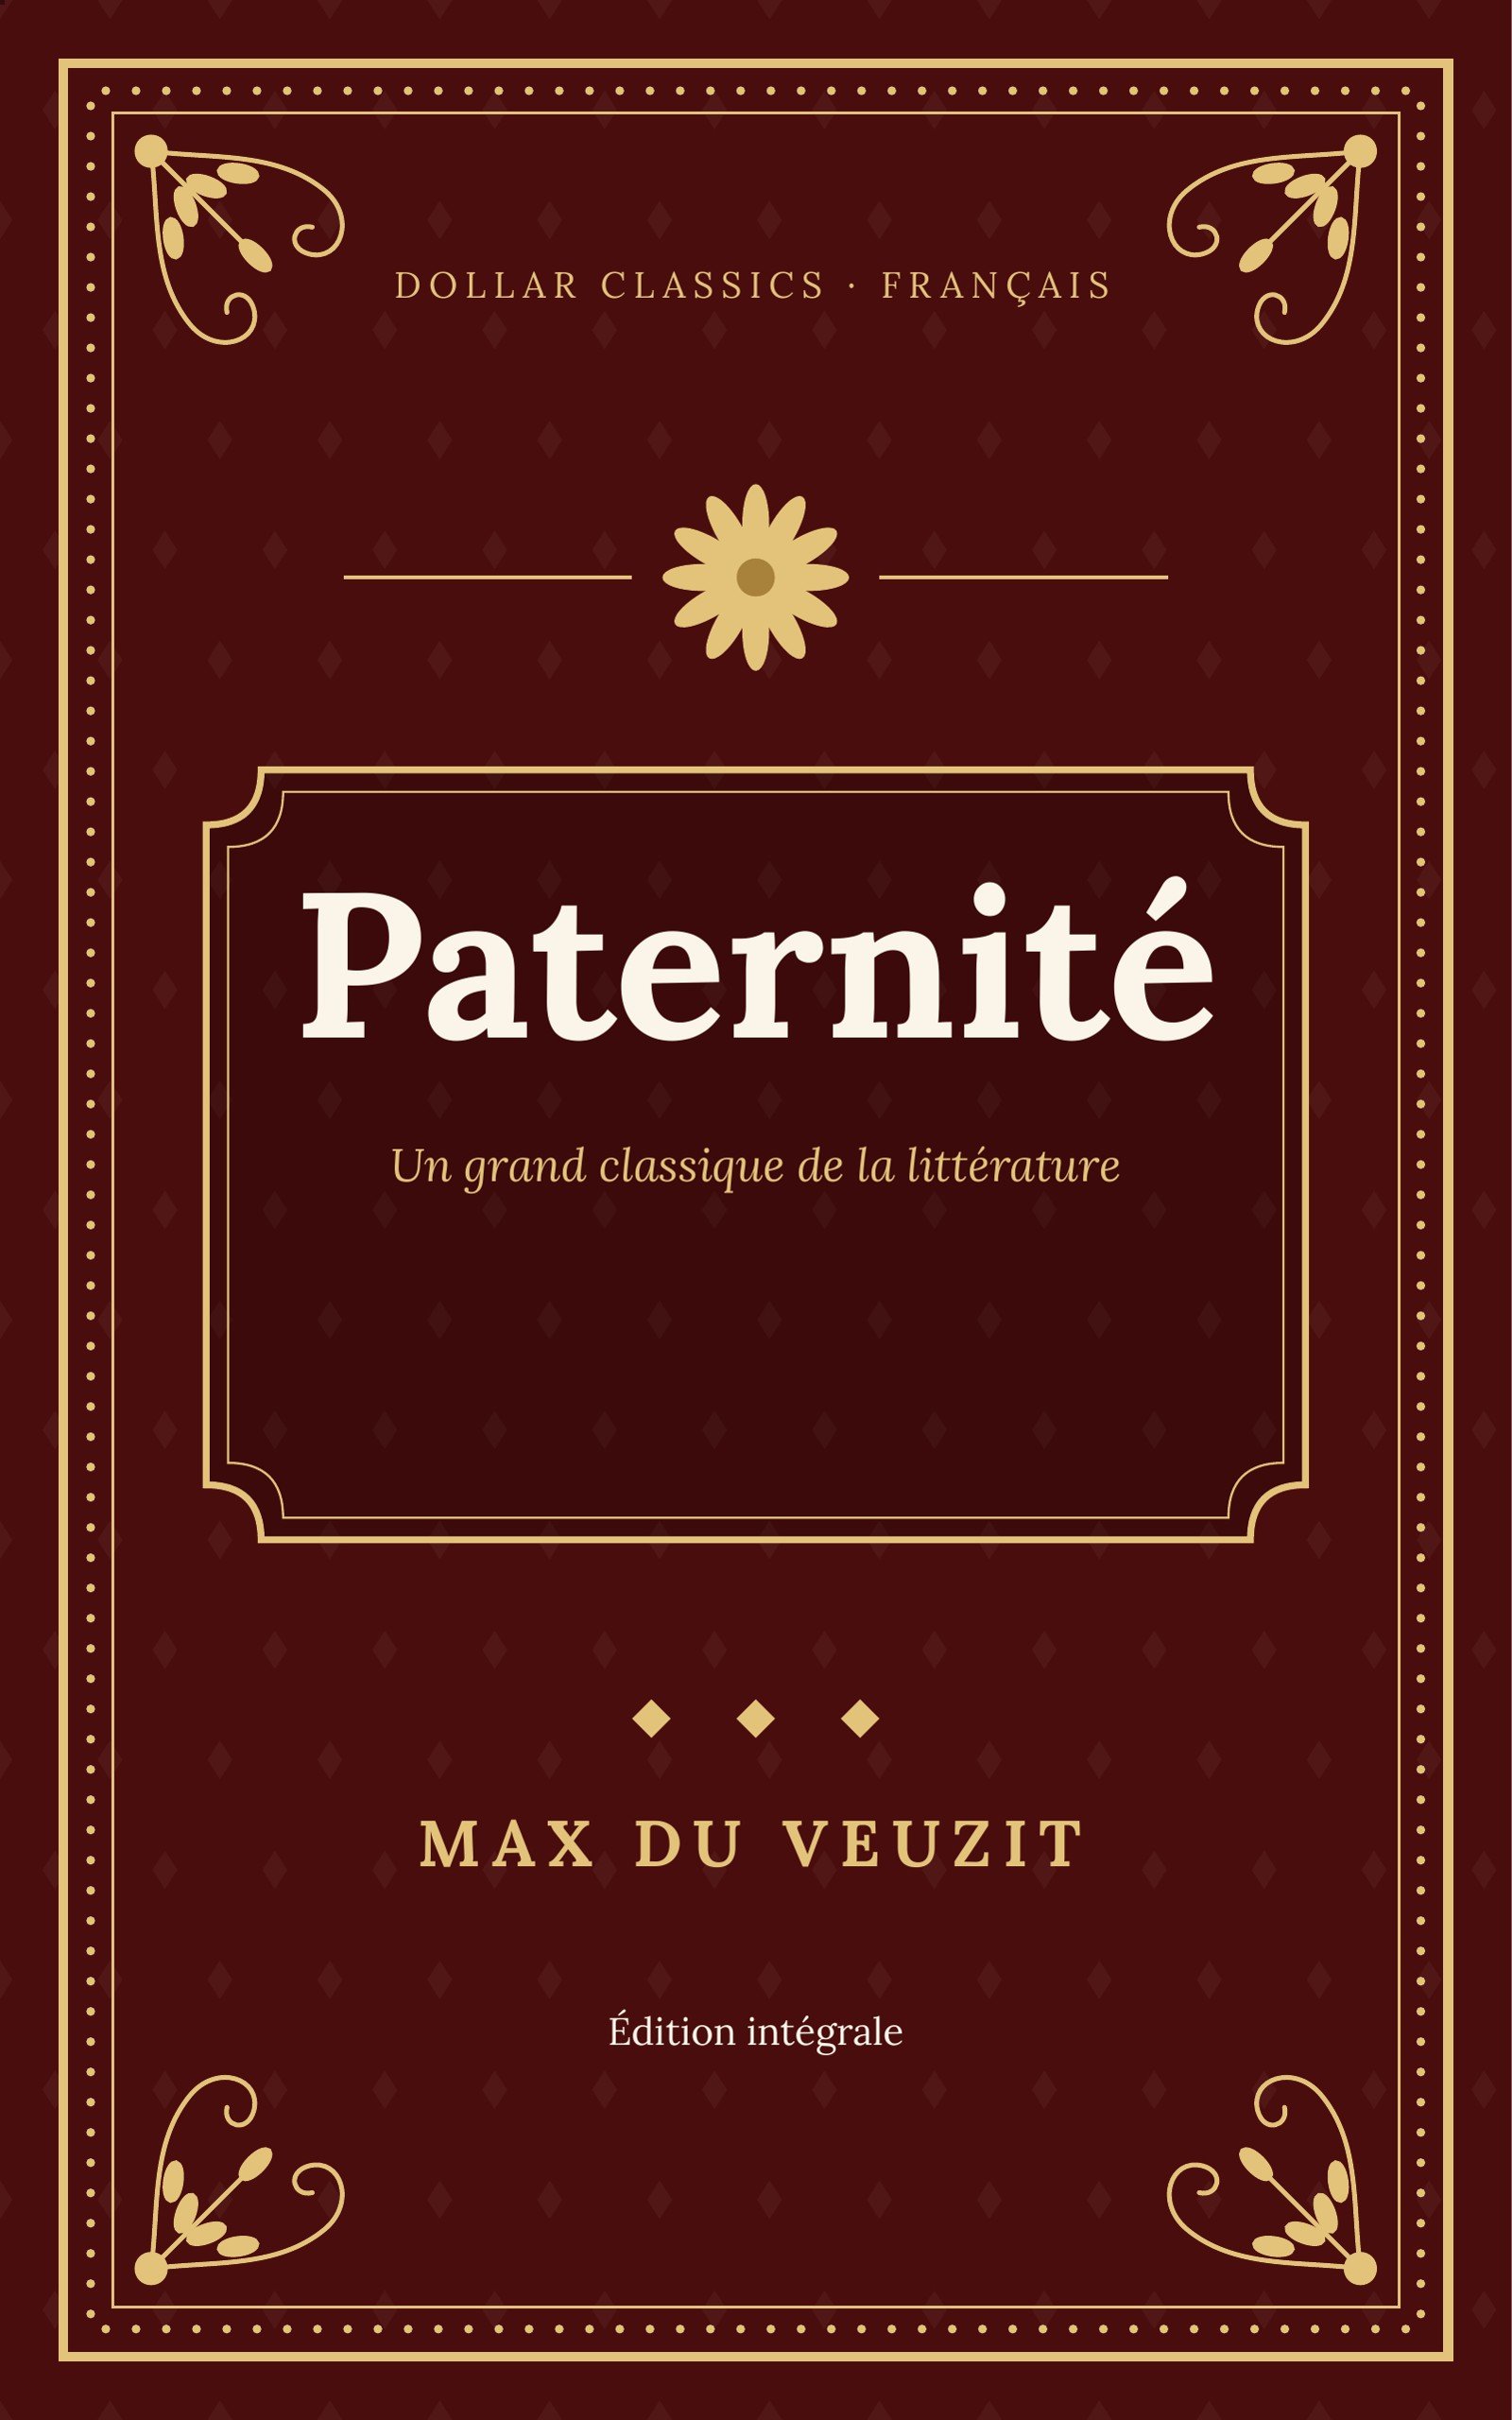 DOLLAR CLASSICS · FRANÇAIS
Paternité
Un grand classique de la littérature
MAX DU VEUZIT
Édition intégrale